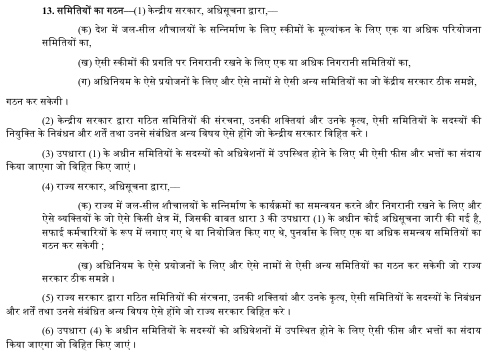 13. समितियों का गठन—(1) केन्द्रीय सरकार, अधिसूचना द्वारा,—
(क) देश में जल-सील शौचालयों के सन्निर्माण के लिए स्कीमों के मूल्यांकन के लिए एक या अधिक परियोजना
समितियों का,
(ख) ऐसी स्कीमों की प्रगति पर निगरानी रखने के लिए एक या अधिक निगरानी समितियों का,
(ग) अधिनियम के ऐसे प्रयोजनों के लिए और ऐसे नामों से ऐसी अन्य समितियों का जो केंद्रीय सरकार ठीक समझे,
गठन कर सकेगी ।
(2) केन्द्रीय सरकार द्वारा गठित समितियों की संरचना, उनकी शक्तियां और उनके कृत्य, ऐसी समितियों के सदस्यों की
नियुक्ति के निबंधन और शर्तें तथा उनसे संबंधित अन्य विषय ऐसे होंगे जो केन्द्रीय सरकार विहित करे ।
(3) उपधारा (1) के अधीन समितियों के सदस्यों को अधिवेशनों में उपस्थित होने के लिए भी ऐसी फीस और भत्तों का संदाय
किया जाएगा जो विहित किए जाएं ।
(4) राज्य सरकार, अधिसूचना द्वारा,—
(क) राज्य में जल-सील शौचालयों के सन्निर्माण के कार्यक्रमों का समन्वयन करने और निगरानी रखने के लिए और
ऐसे व्यक्तियों के जो ऐसे किसी क्षेत्र में, जिसकी बाबत धारा 3 की उपधारा (1) के अधीन कोई अधिसूचना जारी की गई है,
सफाई कर्मचारियों के रूप में लगाए गए थे या नियोजित किए गए थे, पुनर्वास के लिए एक या अधिक समन्वय समितियों का
गठन कर सकेगी ;
(ख) अधिनियम के ऐसे प्रयोजनों के लिए और ऐसे नामों से ऐसी अन्य समितियों का गठन कर सकेगी जो राज्य
सरकार ठीक समझे ।
(5) राज्य सरकार द्वारा गठित समितियों की संरचना, उनकी शक्तियां और उनके कृत्य, ऐसी समितियों के सदस्यों के निबंधन
और शर्तें तथा उनसे संबंधित अन्य विषय ऐसे होंगे जो राज्य सरकार विहित करे ।
(6) उपधारा (4) के अधीन समितियों के सदस्यों को अधिवेशनों में उपस्थित होने के लिए ऐसी फीस और भत्तों का संदाय
किया जाएगा जो विहित किए जाएं ।